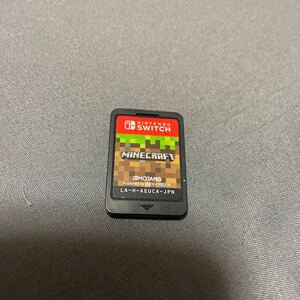 NINTENDO
SWITCH
MINECRAFT
MOJANG
LA-H-AEUCA-JPN